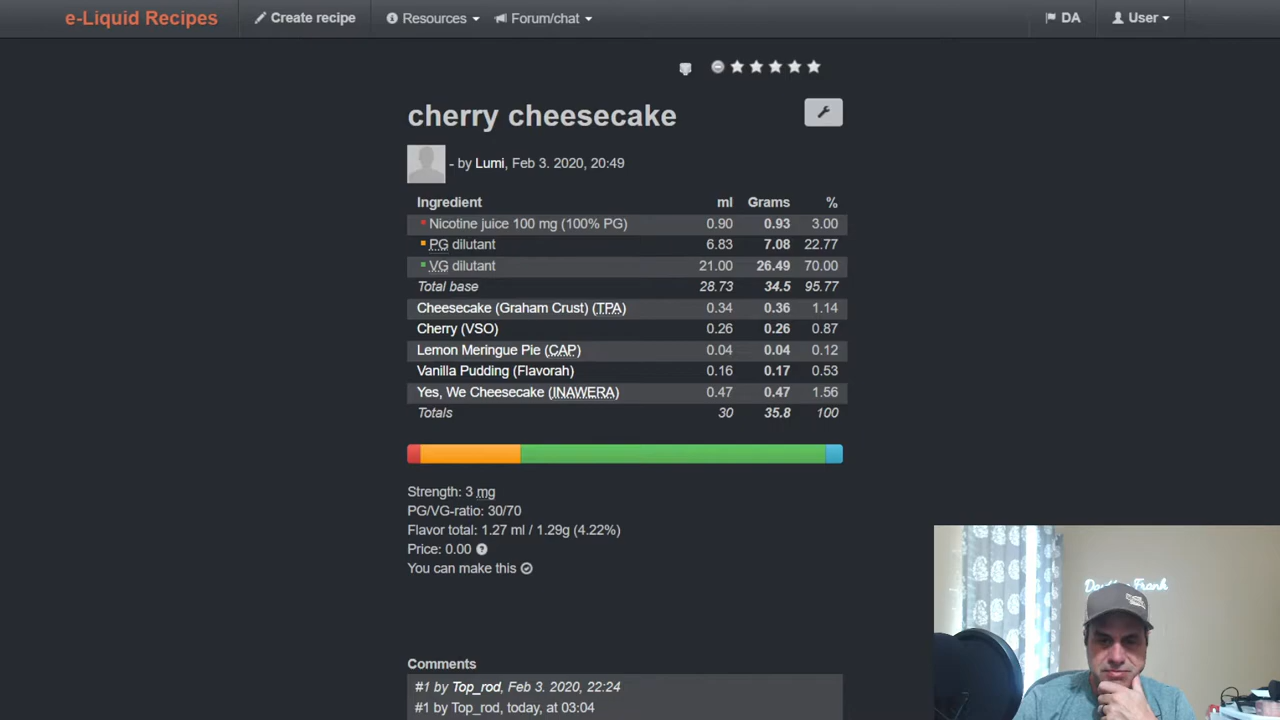 e-Liquid Recipes Create recipe Resources Forum/chat DA User
cherry cheesecake
- by Lumi, Feb 3. 2020, 20:49
Ingredient ml Grams %
Nicotine juice 100 mg (100% PG) 0.90 0.93 3.00
PG dilutant 6.83 7.08 22.77
VG dilutant 21.00 26.49 70.00
Total base 28.73 34.5 95.77
Cheesecake (Graham Crust) (TPA) 0.34 0.36 1.14
Cherry (VSO) 0.26 0.26 0.87
Lemon Meringue Pie (CAP) 0.04 0.04 0.12
Vanilla Pudding (Flavorah) 0.16 0.17 0.53
Yes, We Cheesecake (INAWERA) 0.47 0.47 1.56
Totals 30 35.8 100
Strength: 3 mg
PG/VG-ratio: 30/70
Flavor total: 1.27 ml / 1.29g (4.22%)
Price: 0.00
You can make this
Comments
#1 by Top_rod, Feb 3. 2020, 22:24
#1 by Top_rod, today, at 03:04